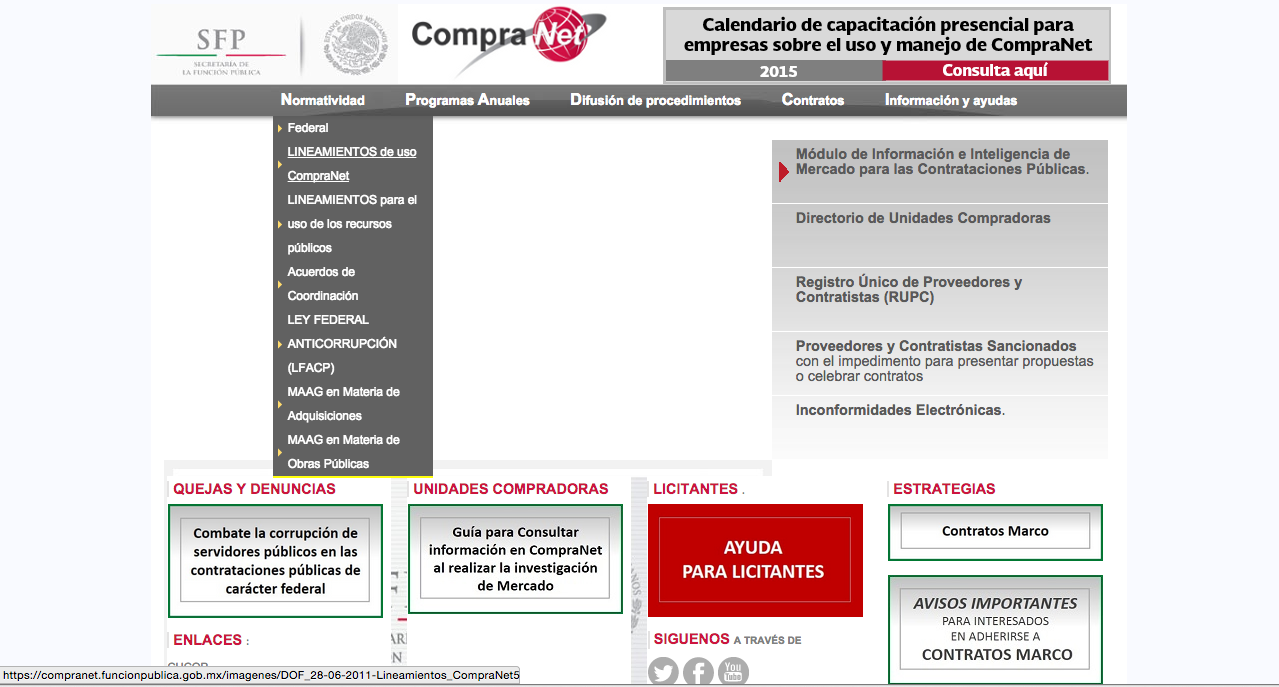 SFP
SECRETARÍA DE
LA FUNCIÓN PÚBLICA
ESTADOS UNIDOS MEXICANOS
CompraNet
Calendario de capacitación presencial para
empresas sobre el uso y manejo de CompraNet
2015
Consulta aquí
Normatividad
Programas Anuales
Difusión de procedimientos
Contratos
Información y ayudas
Federal
LINEAMIENTOS de uso
CompraNet
LINEAMIENTOS para el
uso de los recursos
públicos
Acuerdos de
Coordinación
LEY FEDERAL
ANTICORRUPCIÓN
(LFACP)
MAAG en Materia de
Adquisiciones
MAAG en Materia de
Obras Públicas
Módulo de Información e Inteligencia de
Mercado para las Contrataciones Públicas.
Directorio de Unidades Compradoras
Registro Único de Proveedores y
Contratistas (RUPC)
Proveedores y Contratistas Sancionados
con el impedimento para presentar propuestas
o celebrar contratos
Inconformidades Electrónicas.
QUEJAS Y DENUNCIAS
Combate la corrupción de
servidores públicos en las
contrataciones públicas de
carácter federal
ENLACES :
UNIDADES COMPRADORAS
Guía para Consultar
información en CompraNet
al realizar la investigación
de Mercado
LICITANTES .
AYUDA
PARA LICITANTES
SIGUENOS A TRAVÉS DE
You
Tube
ESTRATEGIAS
Contratos Marco
AVISOS IMPORTANTES
PARA INTERESADOS
EN ADHERIRSE A
CONTRATOS MARCO
https://compranet.funcionpublica.gob.mx/imagenes/DOF_28-06-2011-Lineamientos_CompraNet5